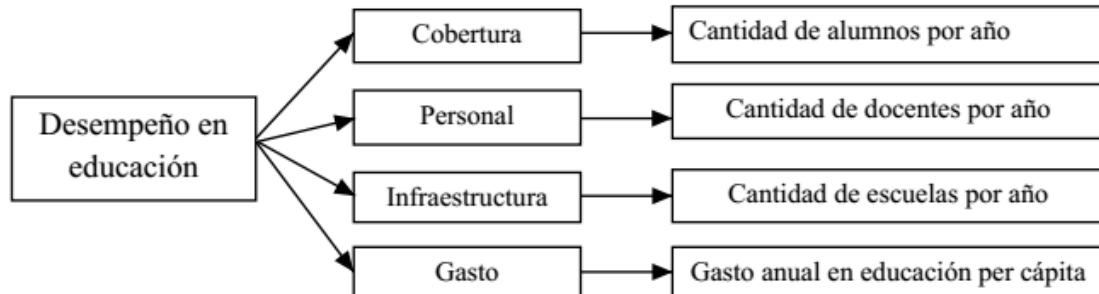 Desempeño en
educación
Cobertura
Cantidad de alumnos por año
Personal
Cantidad de docentes por año
Infraestructura
Cantidad de escuelas por año
Gasto
Gasto anual en educación per cápita